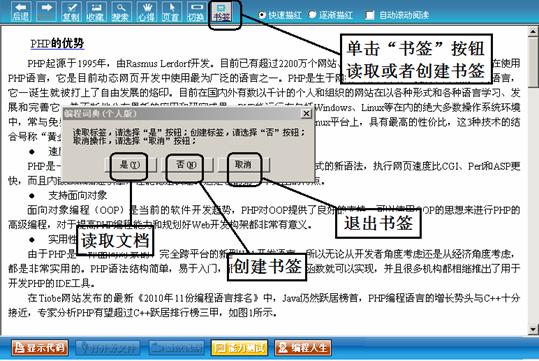 后退 前进 复制 收藏 搜索 心得 页首 切换 书签 快速描红 逐渐描红 自动滚动阅读
单击“书签”按钮
读取或者创建书签
PHP的优势
PHP起源于1995年，由Rasmus Lerdorf开发。目前已有超过2200万个网站、
使用
PHP语言，它是目前动态网页开发中使用最为广泛的语言之一。PHP是生于网
语言，
它一诞生就被打上了自由发展的烙印。目前在国内外有数以千计的个人和组织的网站在以各种形式和各种语言学习、发
展和完善它
Windows、Linux等在内的绝大多数操作系统环境
中，常与免
Linux平台上，具有最高的性价比，这3种技术的结
合号称“黄金
编程词典（个人版）
读取标签，请选择“是”按钮；创建标签，请选择“否”按钮；
取消操作，请选择“取消”按钮；
是(Y) 否(N) 取消
● 速
PHP是一
式的新语法，执行网页速度比CGI、Perl和ASP更
快，而且内
● 支持面向对象
面向对象编程（OOP）是当前的软件开发趋势，PHP对OOP提供了良好的支持
OOP的思想来进行PHP的
高级编程，对于提高PHP编程能力和规划好Web开发构架都非常有意义。
退出书签
读取文档
创建书签
● 实用性
由于PHP是一种面向对象的、完全跨平台的新型Web开发语言，所以无论从开发者角度考虑还是从经济角度考虑，
都是非常实用的。PHP语法结构简单，易于入门，
函数就可以实现，并且很多机构都相继推出了用于
开发PHP的IDE工具。
在Tiobe网站发布的最新《2010年11份编程语言排名》中，Java仍然跃居榜首，PHP编程语言的增长势头与C++十分
接近，专家分析PHP有望超过C++跃居排行榜三甲，如图1所示。
显示代码 能力测试 编程人生